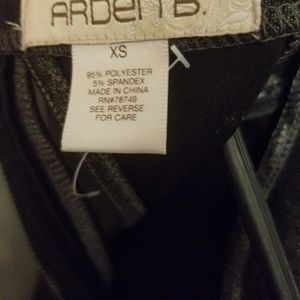 ARDEN B.
XS
95% POLYESTER
5% SPANDEX
MADE IN CHINA
RN#78749
SEE REVERSE
FOR CARE